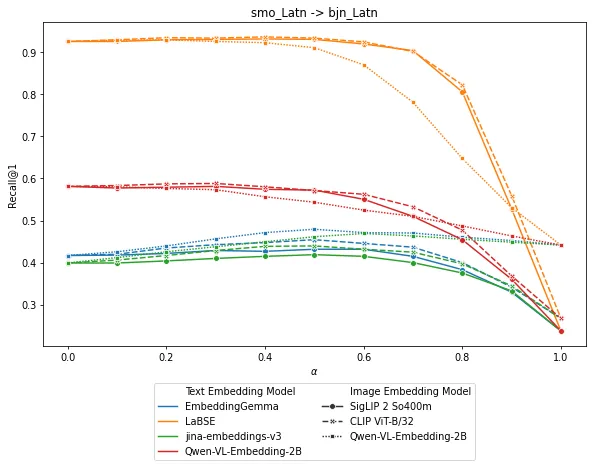 smo_Latn -> bjn_Latn
Recall@1
0.9
0.8
0.7
0.6
0.5
0.4
0.3
0.0 0.2 0.4 0.6 0.8 1.0
α
Text Embedding Model Image Embedding Model
EmbeddingGemma SigLIP 2 So400m
LaBSE CLIP ViT-B/32
jina-embeddings-v3 Qwen-VL-Embedding-2B
Qwen-VL-Embedding-2B